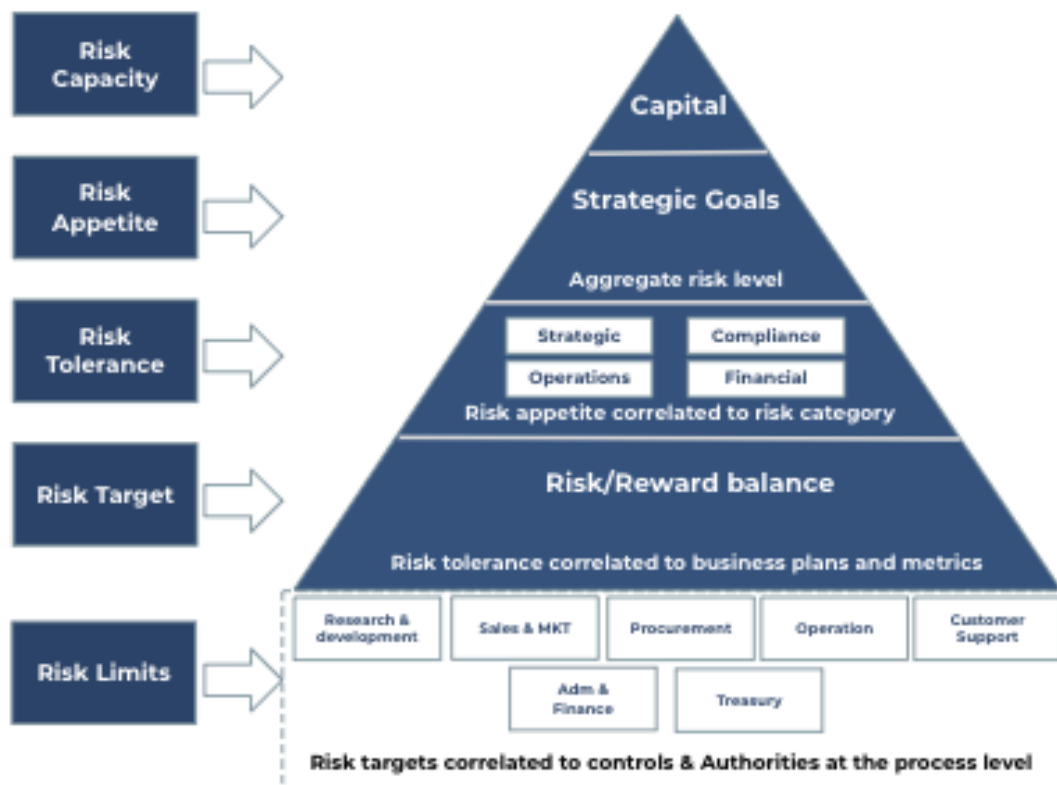 Risk
Capacity
Capital
Risk
Appetite
Strategic Goals
Aggregate risk level
Risk
Tolerance
Strategic
Compliance
Operations
Financial
Risk appetite correlated to risk category
Risk Target
Risk/Reward balance
Risk tolerance correlated to business plans and metrics
Risk Limits
Research &
development
Sales & MKT
Procurement
Operation
Customer
Support
Adm &
Finance
Treasury
Risk targets correlated to controls & Authorities at the process level